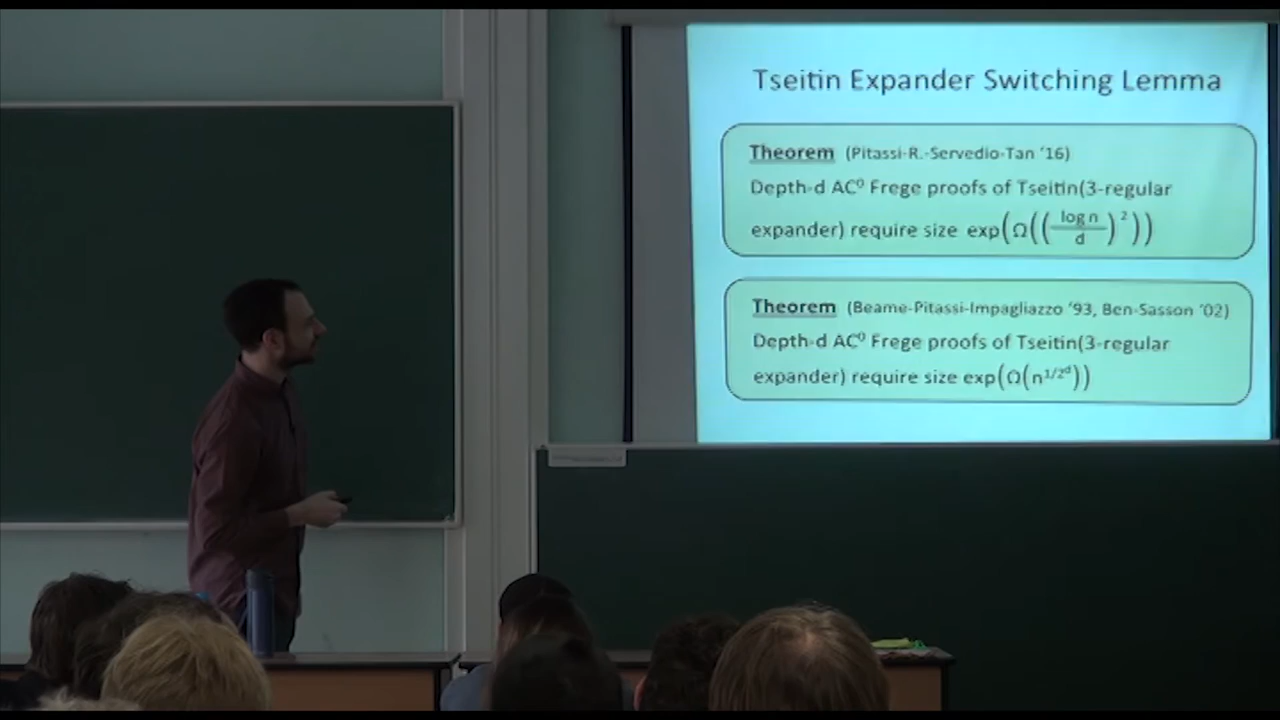 Tseitin Expander Switching Lemma
Theorem (Pitassi-R.-Servedio-Tan '16)
Depth-d AC⁰ Frege proofs of Tseitin(3-regular
expander) require size exp(Ω((log n / d)²))
Theorem (Beame-Pitassi-Impagliazzo '93, Ben-Sasson '02)
Depth-d AC⁰ Frege proofs of Tseitin(3-regular
expander) require size exp(Ω(n^{1/2^d}))